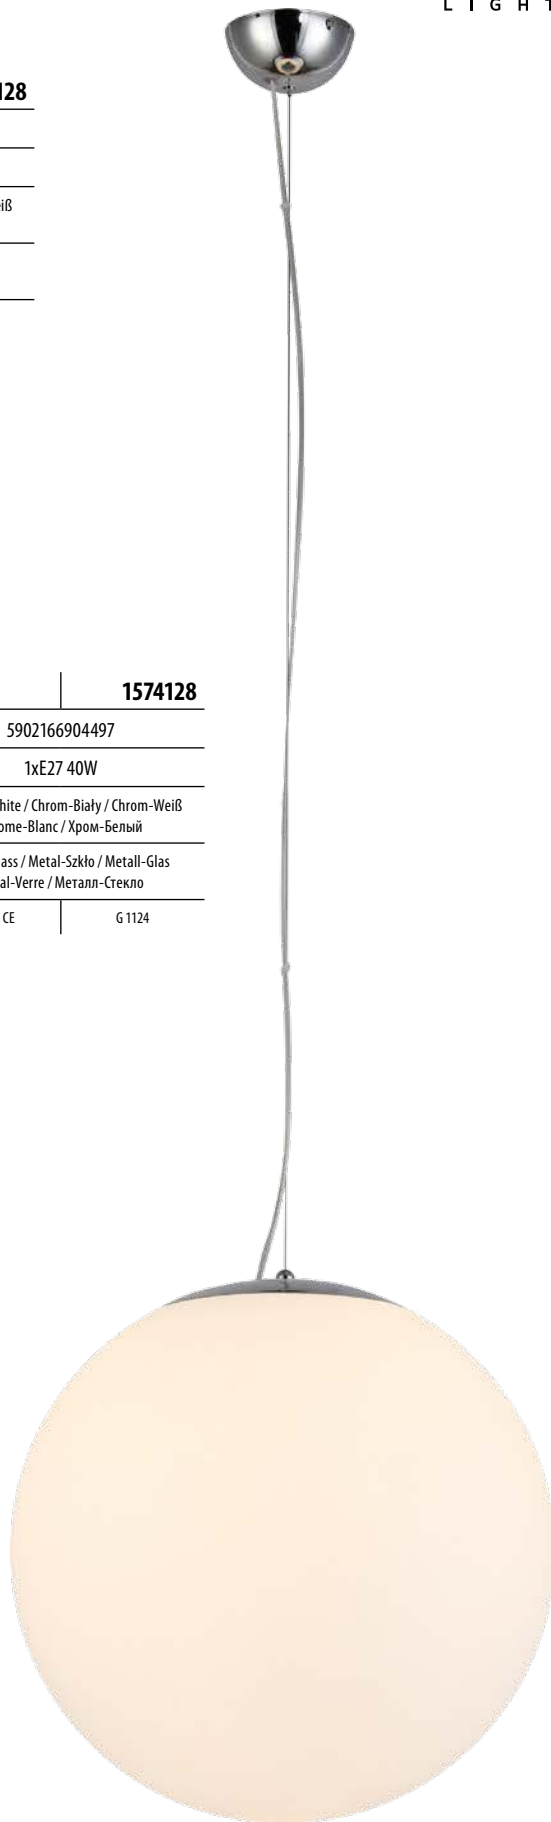 LIGHT
128
iß
1574128
5902166904497
1xE27 40W
hite / Chrom-Biały / Chrom-Weiß
ome-Blanc / Хром-Белый
ass / Metal-Szkło / Metall-Glas
al-Verre / Металл-Стекло
CE G 1124